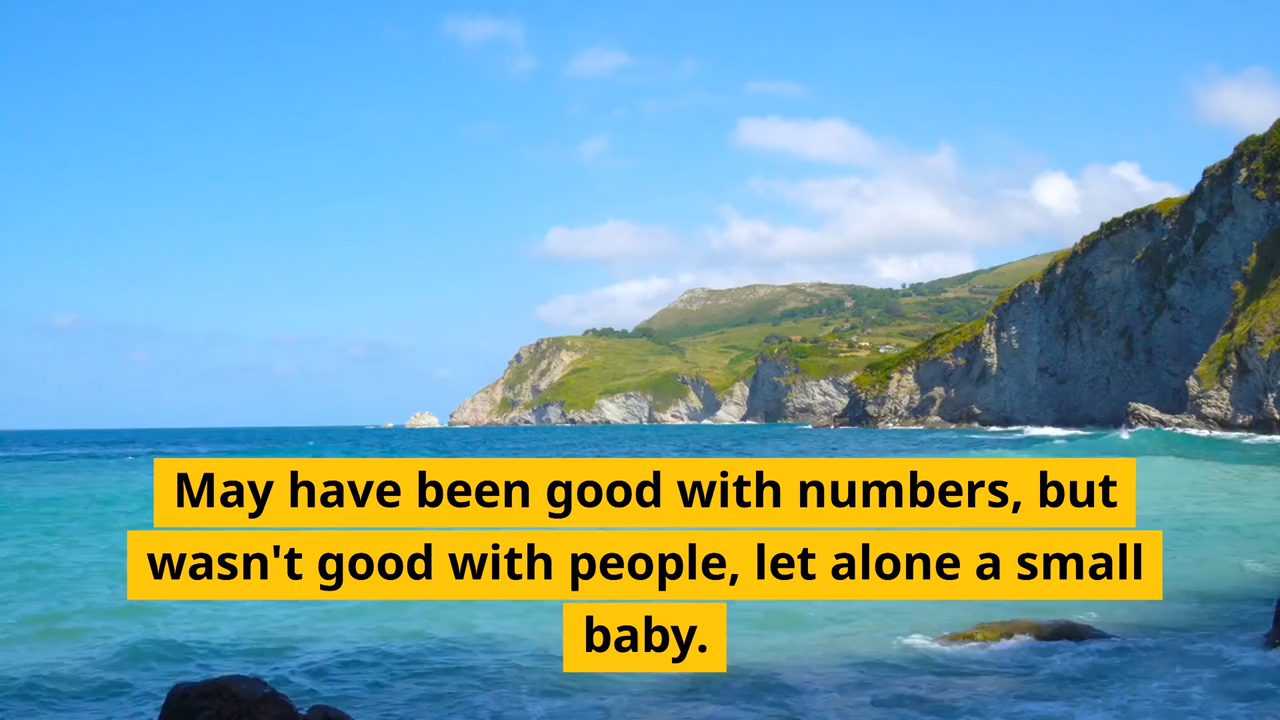 May have been good with numbers, but
wasn't good with people, let alone a small
baby.